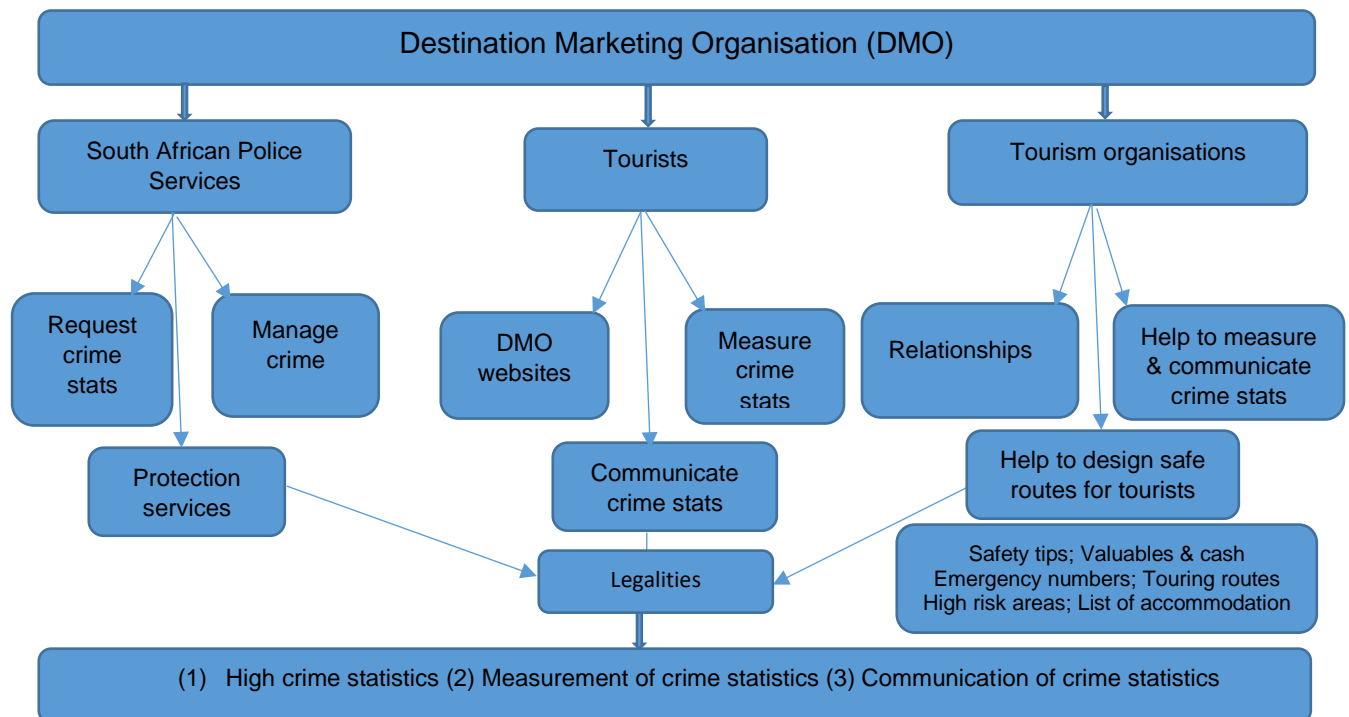 Destination Marketing Organisation (DMO)
South African Police
Services
Tourists
Tourism organisations
Request
crime
stats
Manage
crime
DMO
websites
Measure
crime
stats
Relationships
Help to measure
& communicate
crime stats
Protection
services
Communicate
crime stats
Help to design safe
routes for tourists
Legalities
Safety tips; Valuables & cash
Emergency numbers; Touring routes
High risk areas; List of accommodation
(1) High crime statistics (2) Measurement of crime statistics (3) Communication of crime statistics